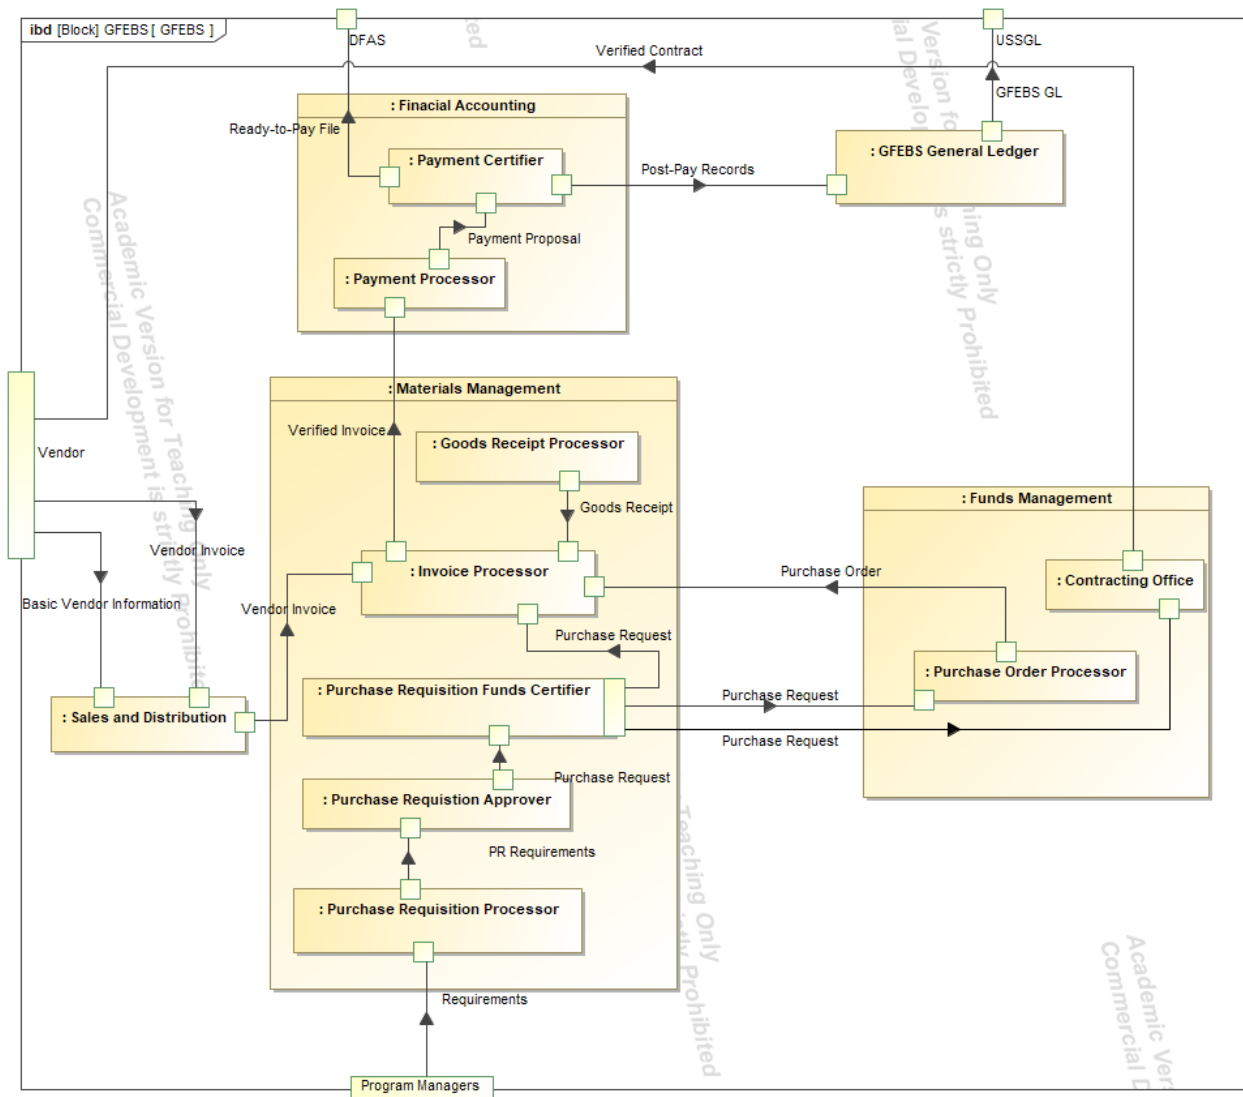 ibd [Block] GFEBS [ GFEBS ]
DFAS
USSGL
Verified Contract
GFEBS GL
: Finacial Accounting
Ready-to-Pay File
: Payment Certifier
Post-Pay Records
: GFEBS General Ledger
Payment Proposal
: Payment Processor
: Materials Management
Verified Invoice
: Goods Receipt Processor
Vendor
Goods Receipt
: Funds Management
Vendor Invoice
: Invoice Processor
Purchase Order
: Contracting Office
Basic Vendor Information
Vendor Invoice
Purchase Request
: Purchase Order Processor
: Purchase Requisition Funds Certifier
Purchase Request
: Sales and Distribution
Purchase Request
Purchase Request
: Purchase Requistion Approver
PR Requirements
: Purchase Requisition Processor
Requirements
Program Managers
Academic Version for Teaching Only
Commercial Development is strictly Prohibited